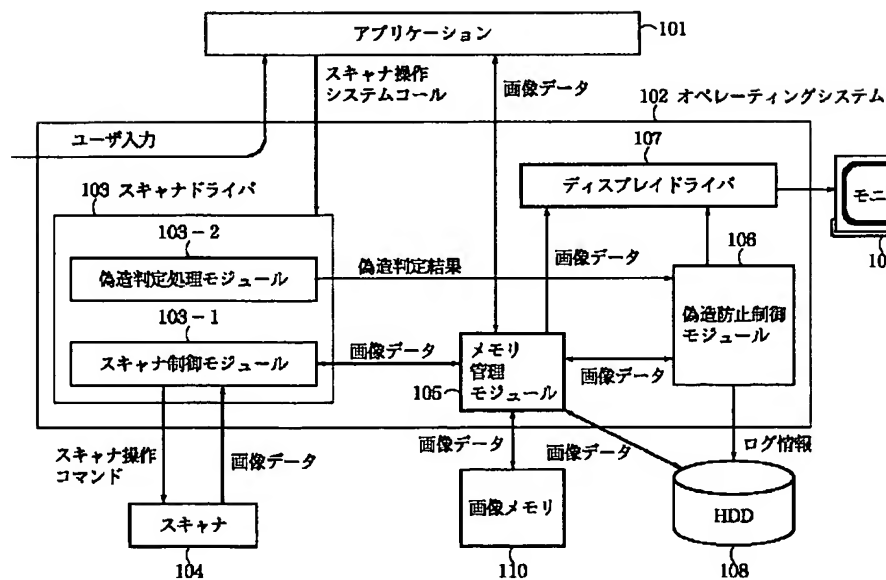 アプリケーション
101
スキャナ操作
システムコール
画像データ
102 オペレーティングシステム
ユーザ入力
107
ディスプレイドライバ
モニ
10
103 スキャナドライバ
103-2
偽造判定処理モジュール
偽造判定結果
画像データ
106
偽造防止制御
モジュール
103-1
スキャナ制御モジュール
画像データ
メモリ
管理
モジュール
105
画像データ
スキャナ操作
コマンド
画像データ
画像データ
画像データ
ログ情報
スキャナ
104
画像メモリ
110
HDD
108